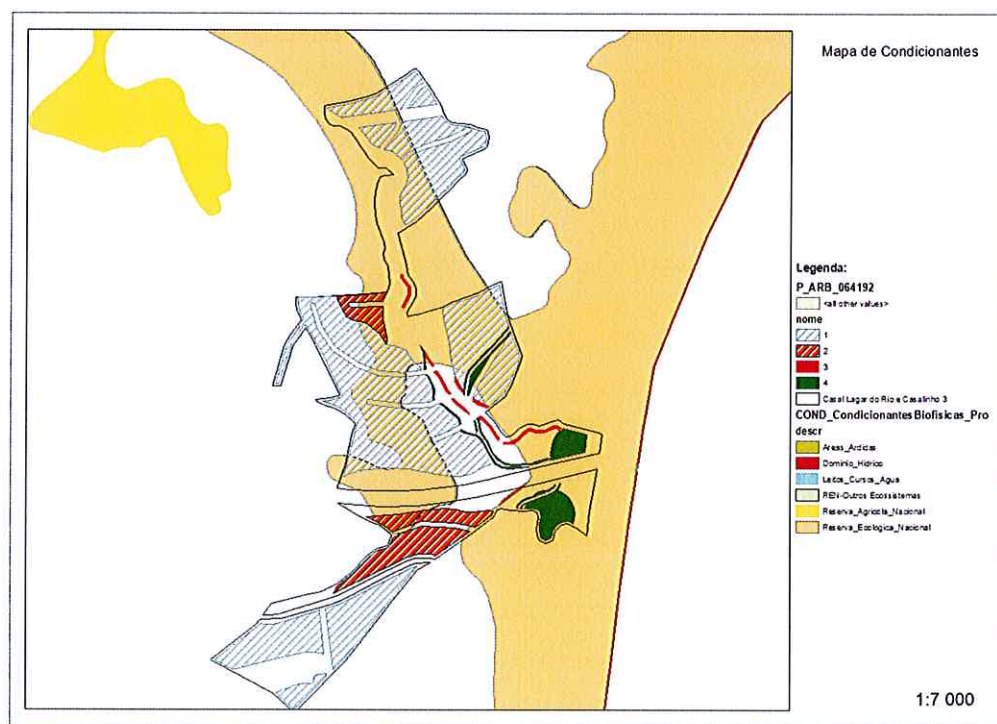 Mapa de Condicionantes
Legenda:
P_ARB_064192
<all other values>
nome
1
2
3
4
Casal Lagar do Rio e Casalinho 3
COND_CondicionantesBiofisicas_Pro
descr
Areas_Ardidas
Dominio_Hidrico
Leitos_Cursos_Agua
REN-Outros Ecossistemas
Reserva_Agricola_Nacional
Reserva_Ecologica_Nacional
1:7 000